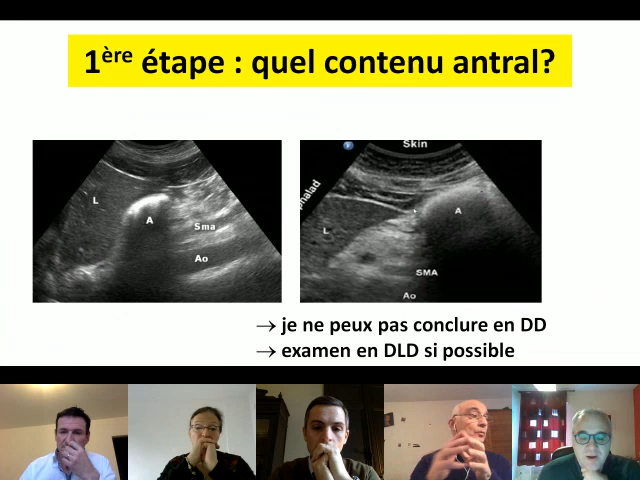 1ère étape : quel contenu antral?
Skin
phalad
L
A
Sma
Ao
L
A
SMA
Ao
→ je ne peux pas conclure en DD
→ examen en DLD si possible